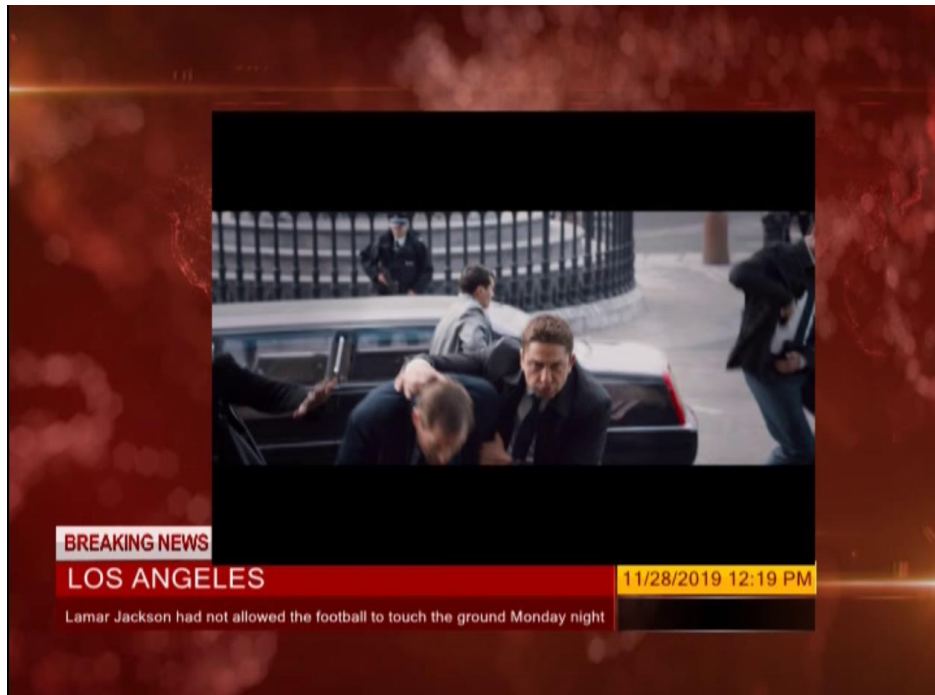 BREAKING NEWS
LOS ANGELES
11/28/2019 12:19 PM
Lamar Jackson had not allowed the football to touch the ground Monday night